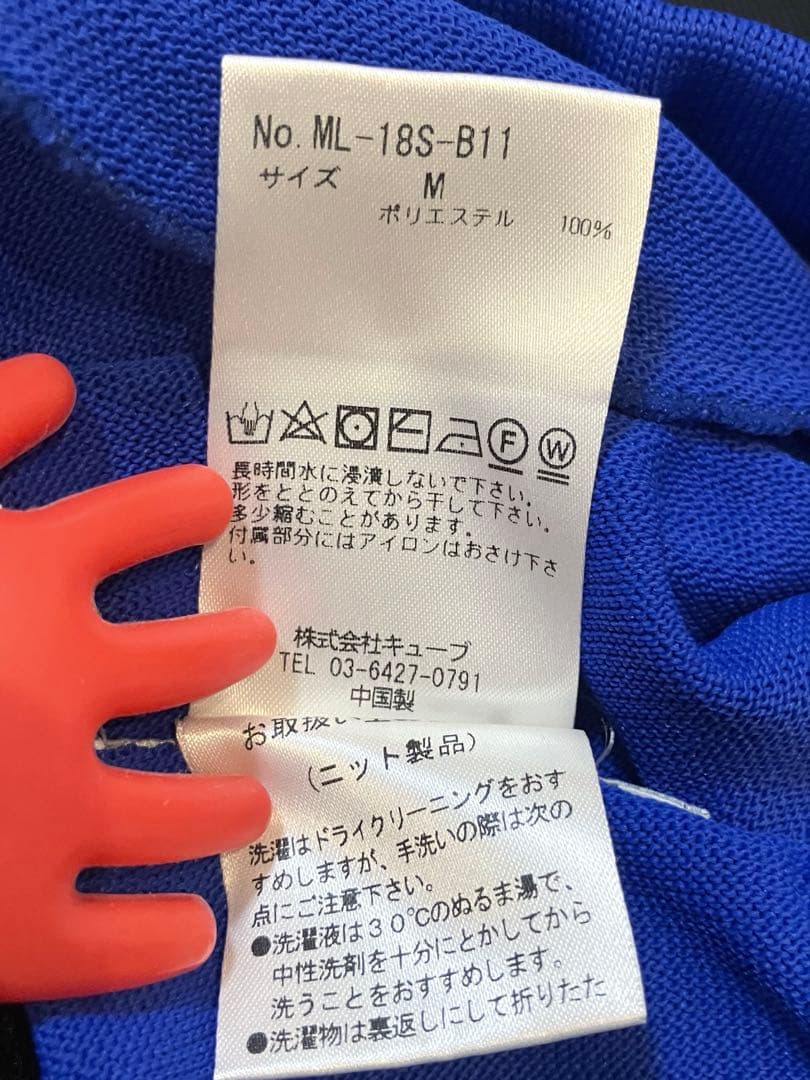 No. ML-18S-B11
サイズ M
ポリエステル 100%
F W
長時間水に浸漬しないで下さい。
形をととのえてから干して下さい。
多少縮むことがあります。
付属部分にはアイロンはおさけ下さ
い。
株式会社キューブ
TEL 03-6427-0791
中国製
お取扱い
(ニット製品)
洗濯はドライクリーニングをおす
すめしますが、手洗いの際は次の
点にご注意下さい。
●洗濯液は30℃のぬるま湯で、
中性洗剤を十分にとかしてから
洗うことをおすすめします。
●洗濯物は裏返しにして折りたた